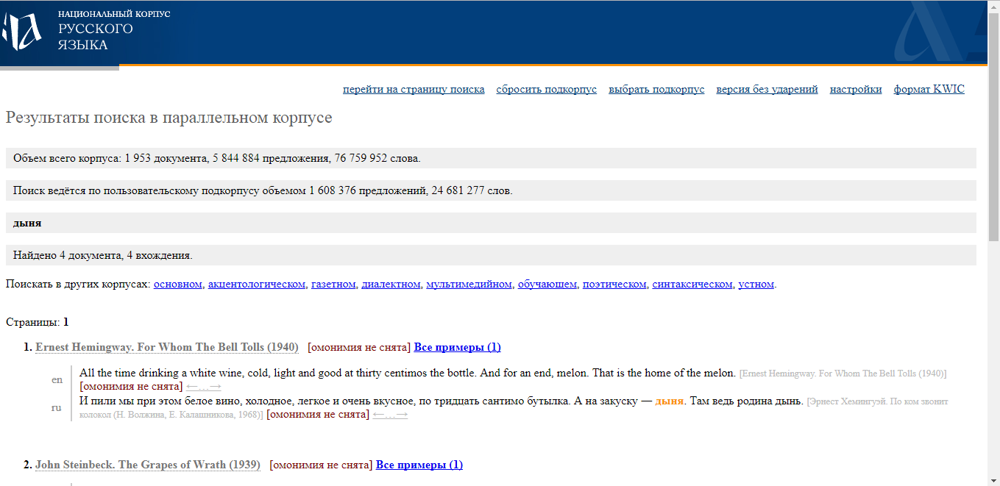 НАЦИОНАЛЬНЫЙ КОРПУС
РУССКОГО
ЯЗЫКА
перейти на страницу поиска сбросить подкорпус выбрать подкорпус версия без ударений настройки формат KWIC
Результаты поиска в параллельном корпусе
Объем всего корпуса: 1 953 документа, 5 844 884 предложения, 76 759 952 слова.
Поиск ведётся по пользовательскому подкорпусу объемом 1 608 376 предложений, 24 681 277 слов.
дыня
Найдено 4 документа, 4 вхождения.
Поискать в других корпусах: основном, акцентологическом, газетном, диалектном, мультимедийном, обучающем, поэтическом, синтаксическом, устном.
Страницы: 1
1. Ernest Hemingway. For Whom The Bell Tolls (1940) [омонимия не снята] Все примеры (1)
en All the time drinking a white wine, cold, light and good at thirty centimos the bottle. And for an end, melon. That is the home of the melon. [Ernest Hemingway. For Whom The Bell Tolls (1940)]
[омонимия не снята] ←…→
ru И пили мы при этом белое вино, холодное, легкое и очень вкусное, по тридцать сантимо бутылка. А на закуску — дыня. Там ведь родина дынь. [Эрнест Хемингуэй. По ком звонит
колокол (Н. Волжина, Е. Калашникова, 1968)] [омонимия не снята] ←…→
2. John Steinbeck. The Grapes of Wrath (1939) [омонимия не снята] Все примеры (1)